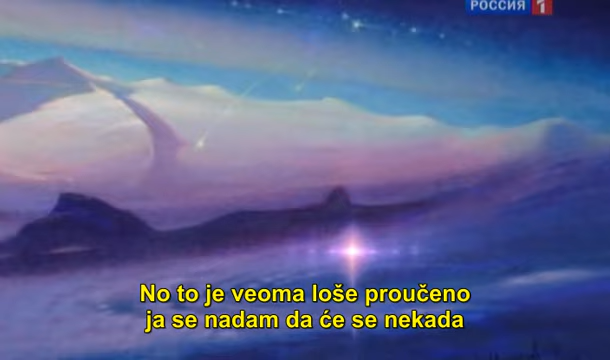 РОССИЯ 1
No to je veoma loše proučeno
ja se nadam da će se nekada